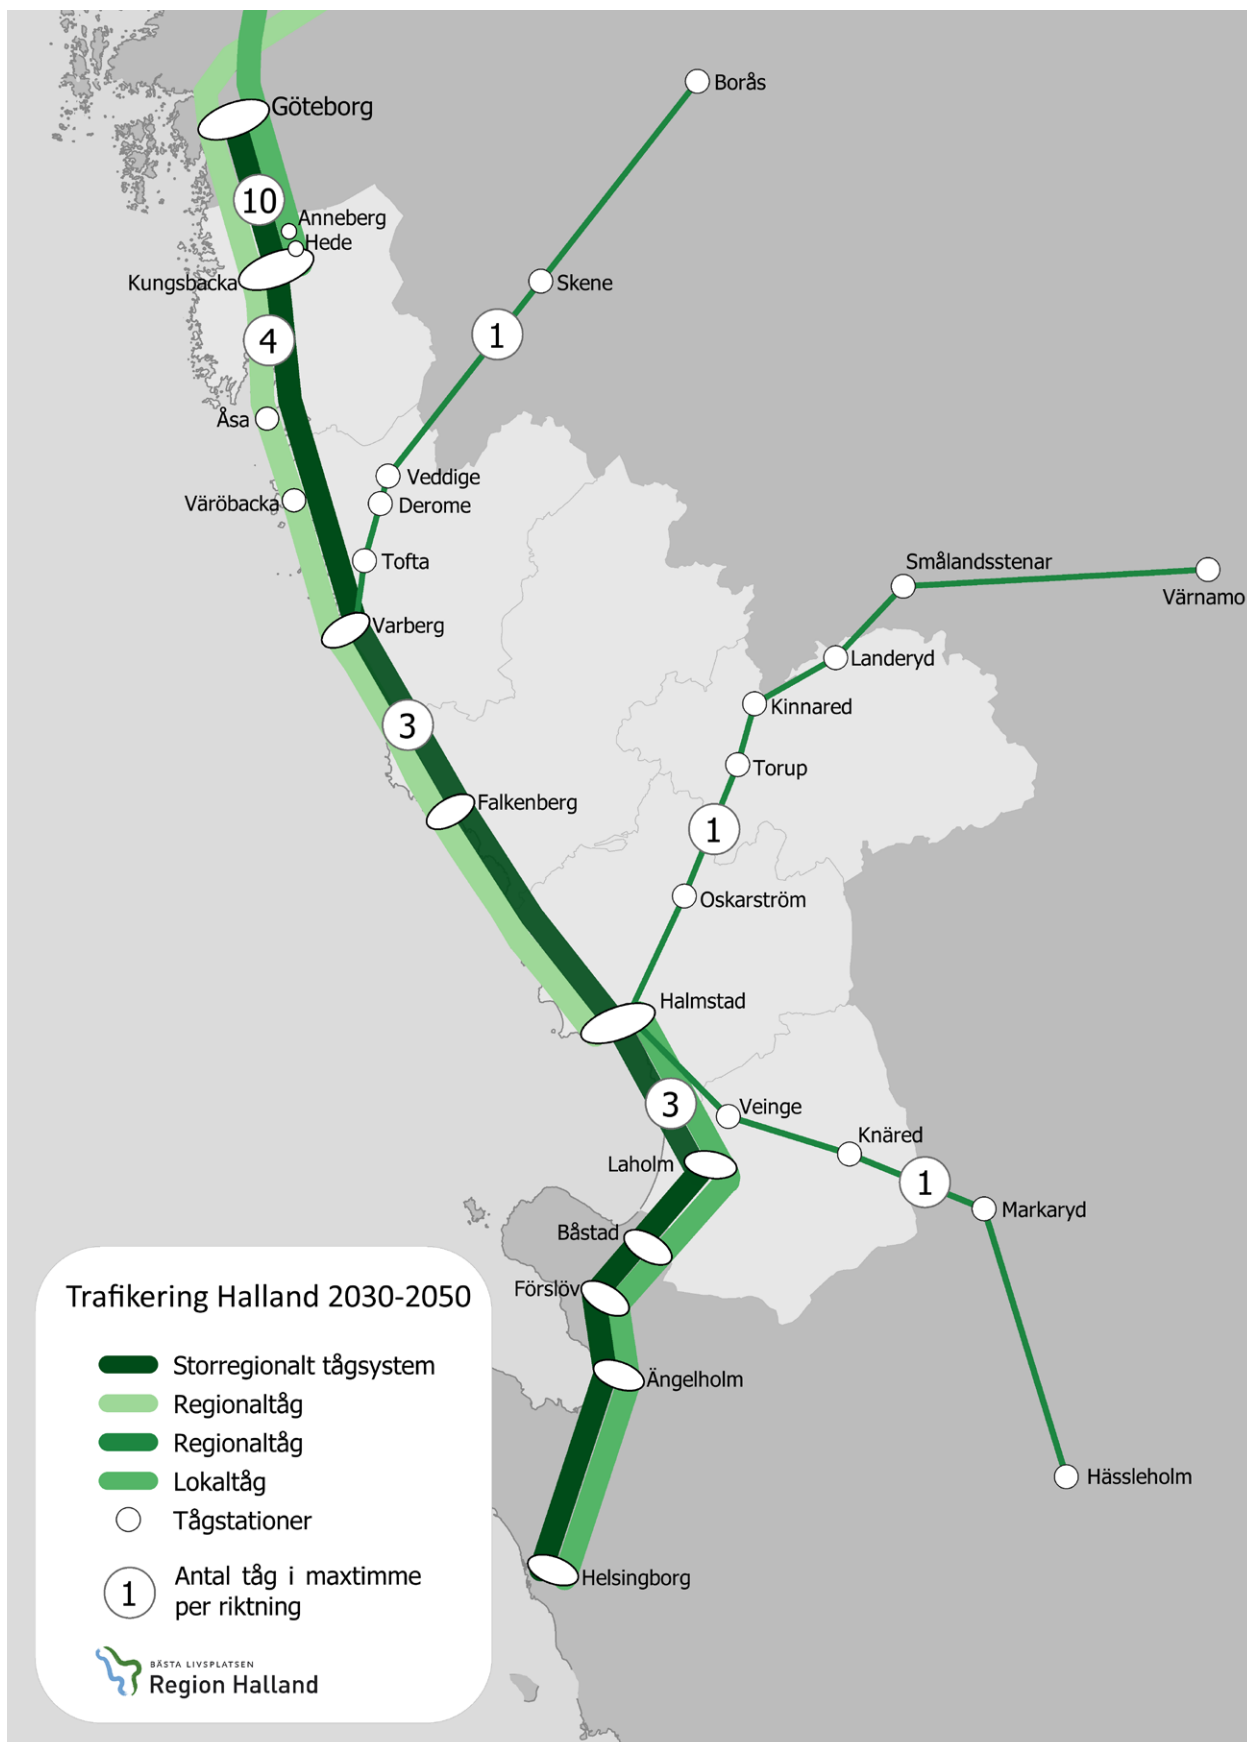 Borås
Göteborg
10
Anneberg
Hede
Kungsbacka
Skene
1
4
Åsa
Veddige
Väröbacka
Derome
Tofta
Smålandsstenar
Värnamo
Varberg
Landeryd
Kinnared
3
Torup
Falkenberg
1
Oskarström
Halmstad
3
Veinge
Knäred
Laholm
1
Markaryd
Båstad
Förslöv
Ängelholm
Hässleholm
Helsingborg
Trafikering Halland 2030-2050
Storregionalt tågsystem
Regionaltåg
Regionaltåg
Lokaltåg
Tågstationer
1
Antal tåg i maxtimme
per riktning
BÄSTA LIVSPLATSEN
Region Halland